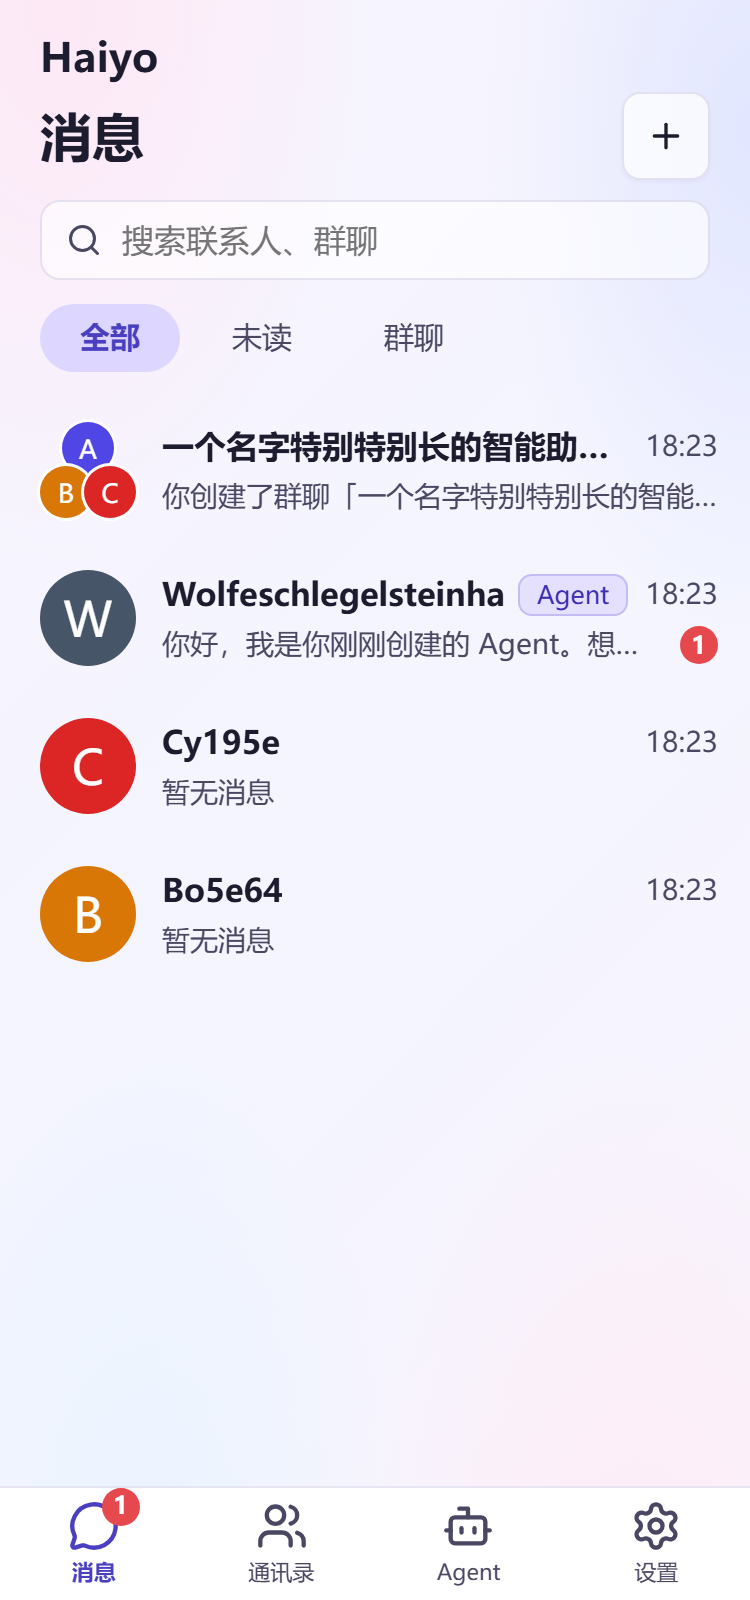 Haiyo
消息
搜索联系人、群聊
全部 未读 群聊
A
B C
一个名字特别特别长的智能助... 18:23
你创建了群聊「一个名字特别特别长的智能...
W
Wolfeschlegelsteinha Agent 18:23
你好，我是你刚刚创建的 Agent。想... 1
C
Cy195e 18:23
暂无消息
B
Bo5e64 18:23
暂无消息
1
消息 通讯录 Agent 设置